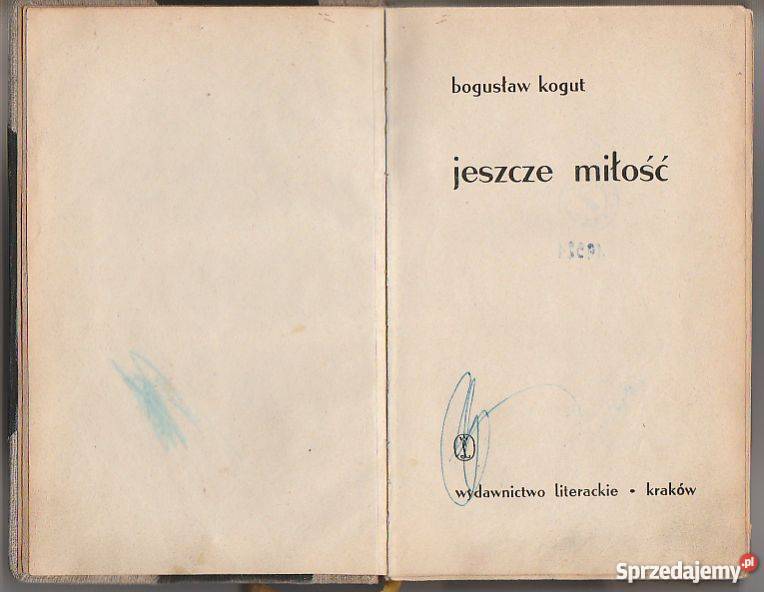 bogusław kogut
jeszcze miłość
wydawnictwo literackie • kraków
Sprzedajemy.pl